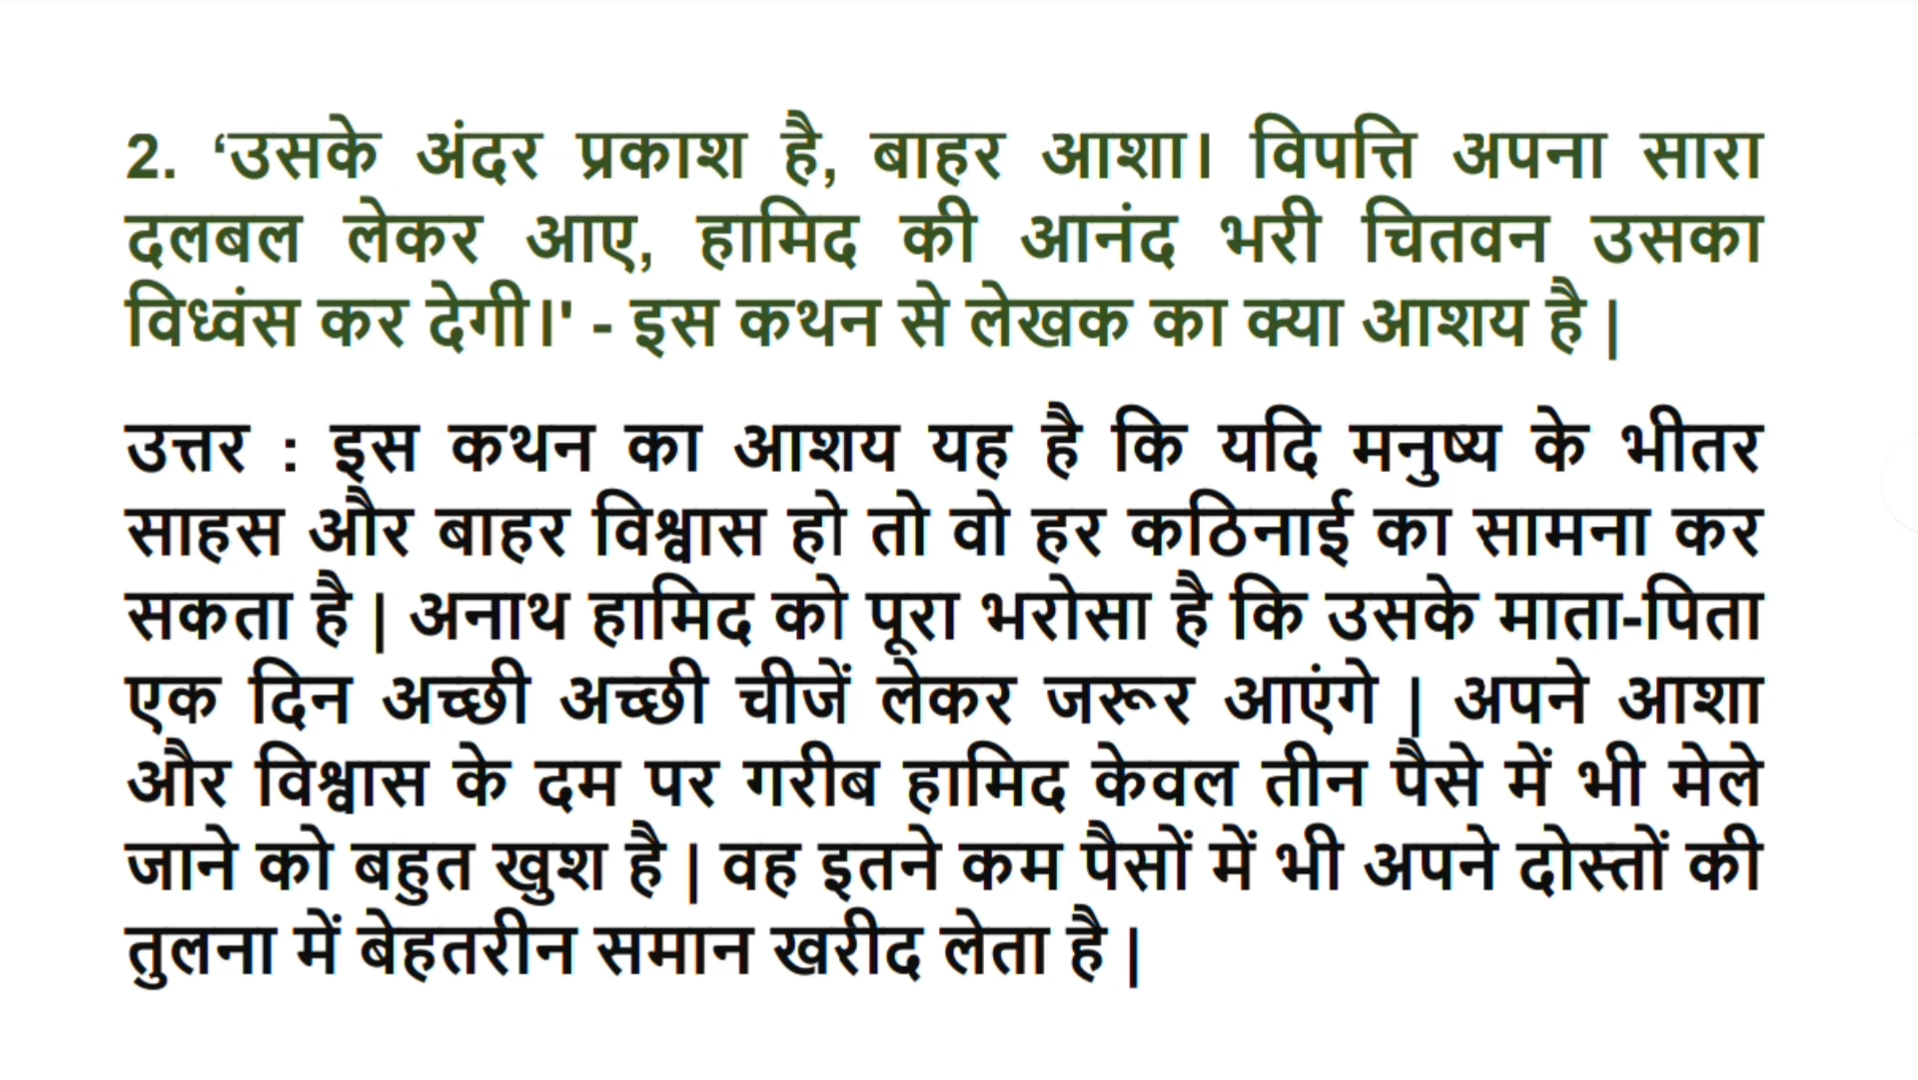 2. ‘उसके अंदर प्रकाश है, बाहर आशा। विपत्ति अपना सारा
दलबल लेकर आए, हामिद की आनंद भरी चितवन उसका
विध्वंस कर देगी।' - इस कथन से लेखक का क्या आशय है |
उत्तर : इस कथन का आशय यह है कि यदि मनुष्य के भीतर
साहस और बाहर विश्वास हो तो वो हर कठिनाई का सामना कर
सकता है | अनाथ हामिद को पूरा भरोसा है कि उसके माता-पिता
एक दिन अच्छी अच्छी चीजें लेकर जरूर आएंगे | अपने आशा
और विश्वास के दम पर गरीब हामिद केवल तीन पैसे में भी मेले
जाने को बहुत खुश है | वह इतने कम पैसों में भी अपने दोस्तों की
तुलना में बेहतरीन समान खरीद लेता है |